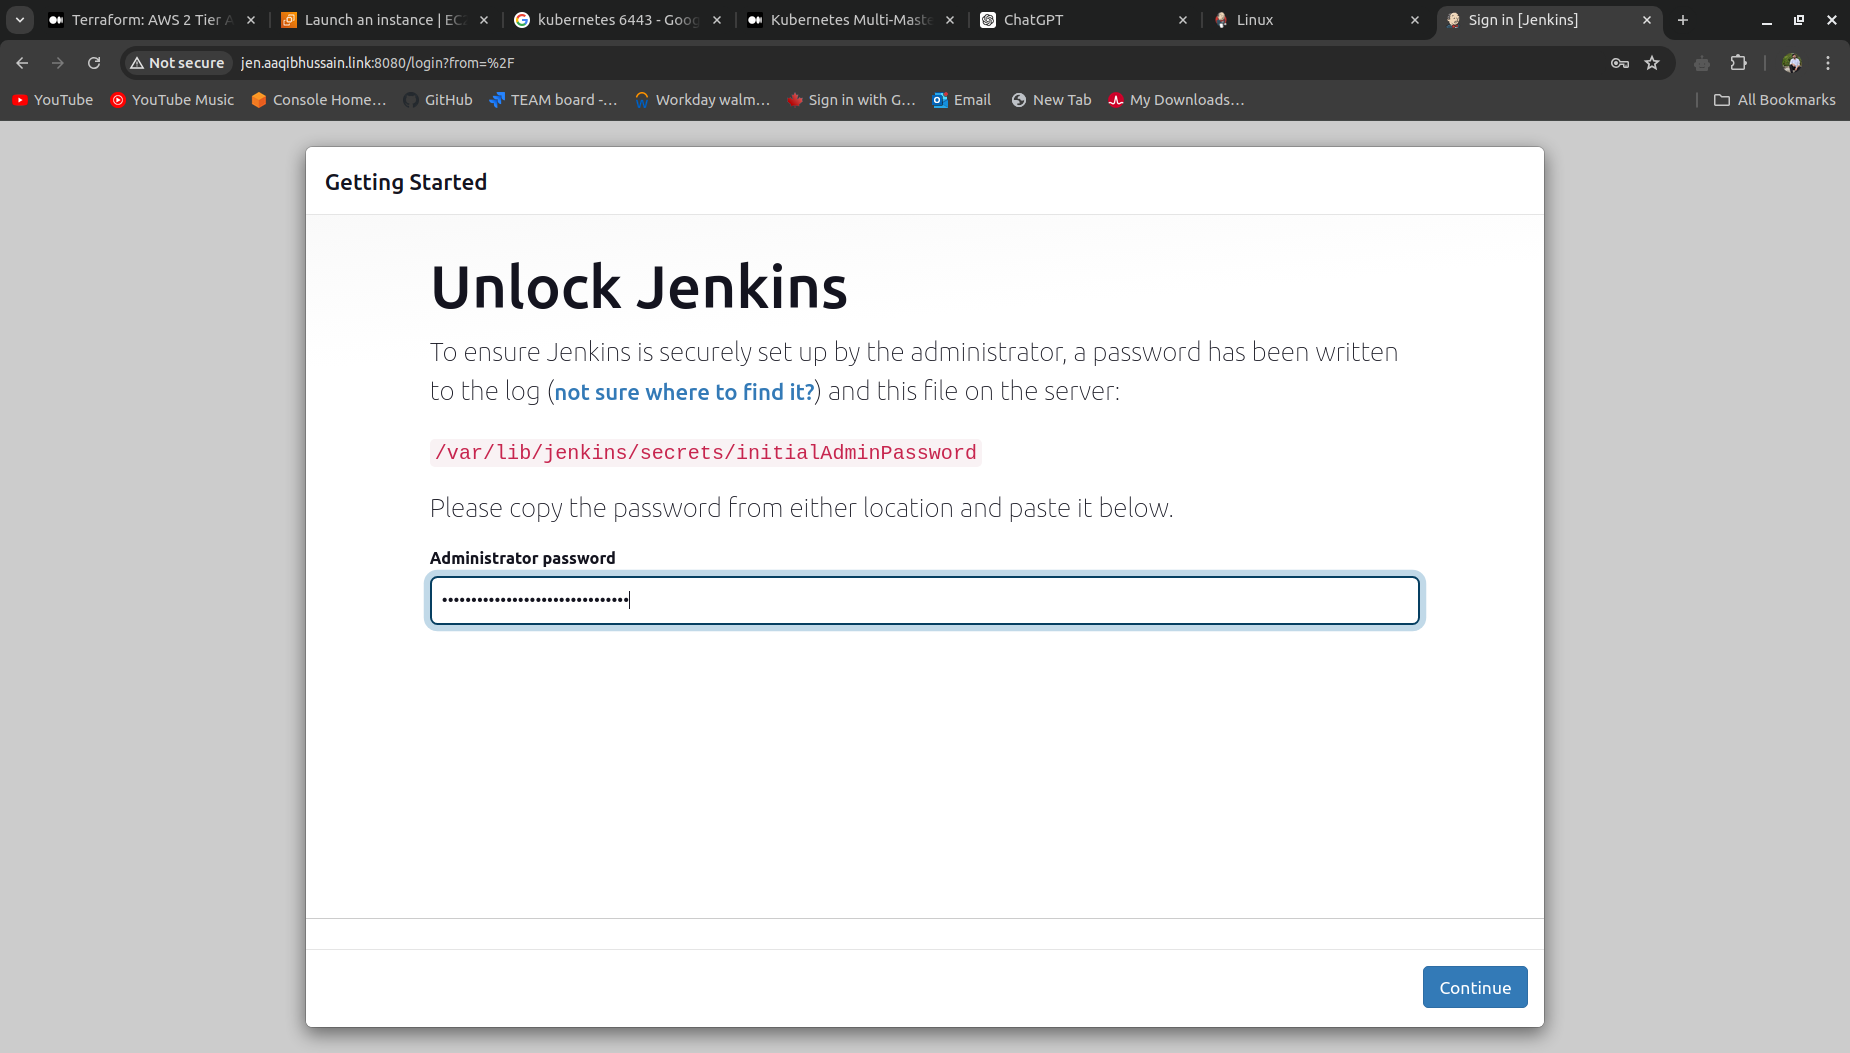 Terraform: AWS 2 Tier A
Launch an instance | EC2
kubernetes 6443 - Goog
Kubernetes Multi-Maste
ChatGPT
Linux
Sign in [Jenkins]
Not secure jen.aaqibhussain.link:8080/login?from=%2F
YouTube YouTube Music Console Home... GitHub TEAM board -... Workday walm... Sign in with G... Email New Tab My Downloads... All Bookmarks
Getting Started
Unlock Jenkins
To ensure Jenkins is securely set up by the administrator, a password has been written
to the log (not sure where to find it?) and this file on the server:
/var/lib/jenkins/secrets/initialAdminPassword
Please copy the password from either location and paste it below.
Administrator password
••••••••••••••••••••••••••••••••
Continue